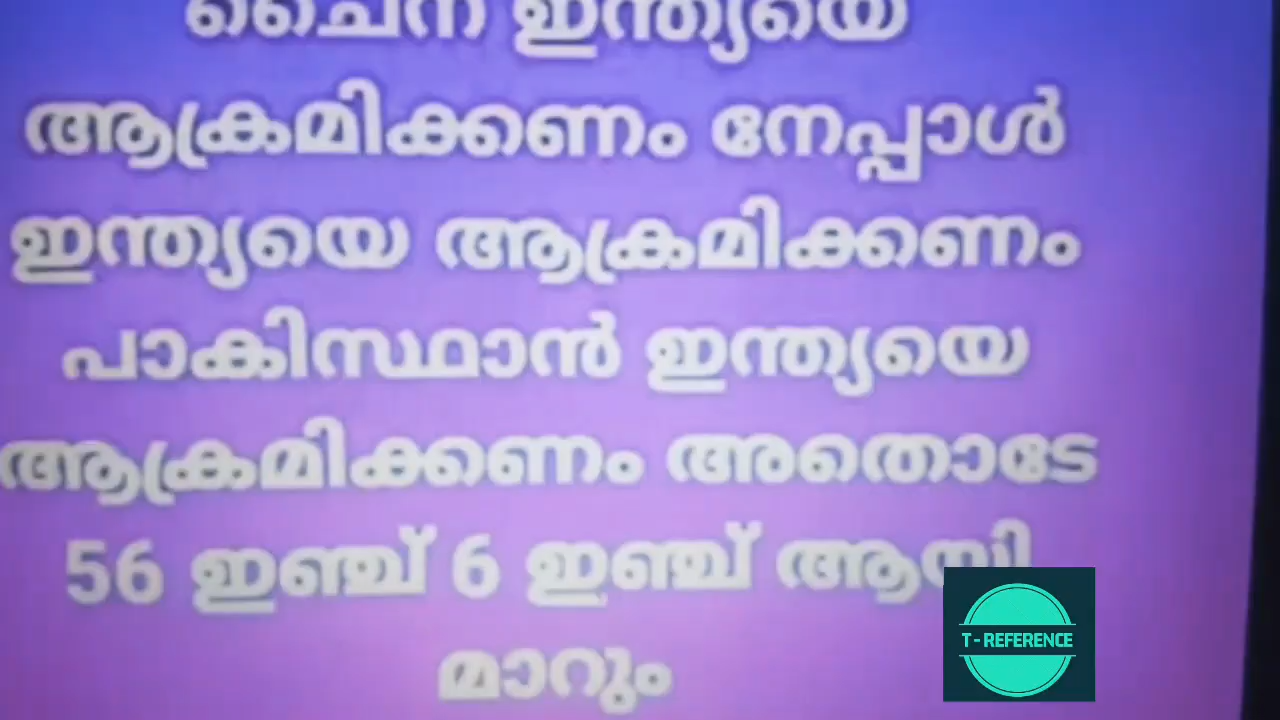 ചൈന ഇന്ത്യയെ
ആക്രമിക്കണം നേപ്പാൾ
ഇന്ത്യയെ ആക്രമിക്കണം
പാകിസ്ഥാൻ ഇന്ത്യയെ
ആക്രമിക്കണം അതൊടേ
56 ഇഞ്ച് 6 ഇഞ്ച് ആയി
മാറും
T - REFERENCE